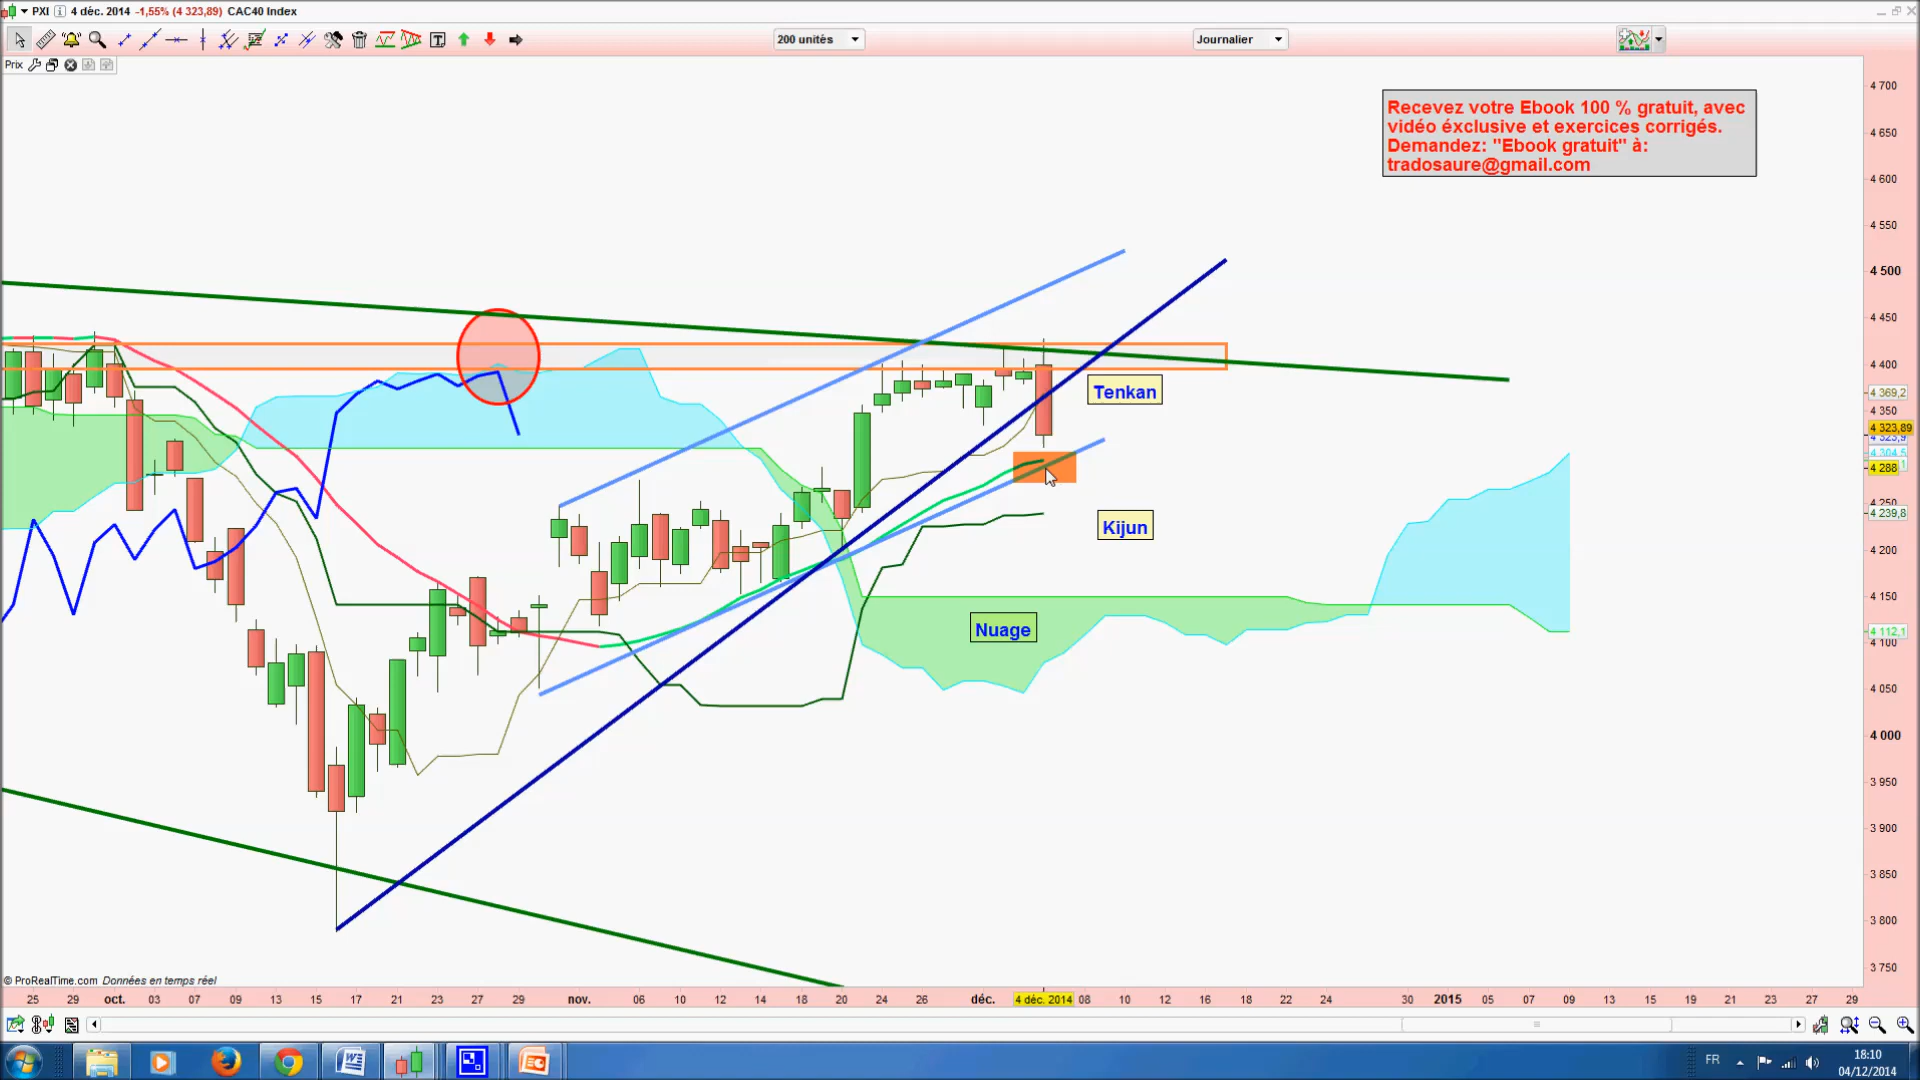 PXI 4 déc. 2014 -1,55% (4 323,89) CAC40 Index
200 unités
Journalier
Prix
Recevez votre Ebook 100 % gratuit, avec
vidéo éxclusive et exercices corrigés.
Demandez: "Ebook gratuit" à:
tradosaure@gmail.com
4 700
4 650
4 600
4 550
4 500
4 450
4 400
4 369,2
4 350
4 323,89
4 288
4 250
4 239,8
4 200
4 150
4 112,1
4 100
4 050
4 000
3 950
3 900
3 850
3 800
3 750
Tenkan
Kijun
Nuage
© ProRealTime.com Données en temps réel
25 29 oct. 03 07 09 13 15 17 21 23 27 29 nov. 06 10 12 14 18 20 24 26 déc. 4 déc. 2014 08 10 12 16 18 22 24 30 2015 05 07 09 13 15 19 21 23 27 29
FR
18:10
04/12/2014